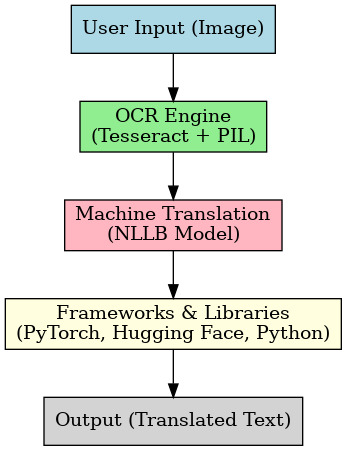 User Input (Image)
OCR Engine
(Tesseract + PIL)
Machine Translation
(NLLB Model)
Frameworks & Libraries
(PyTorch, Hugging Face, Python)
Output (Translated Text)